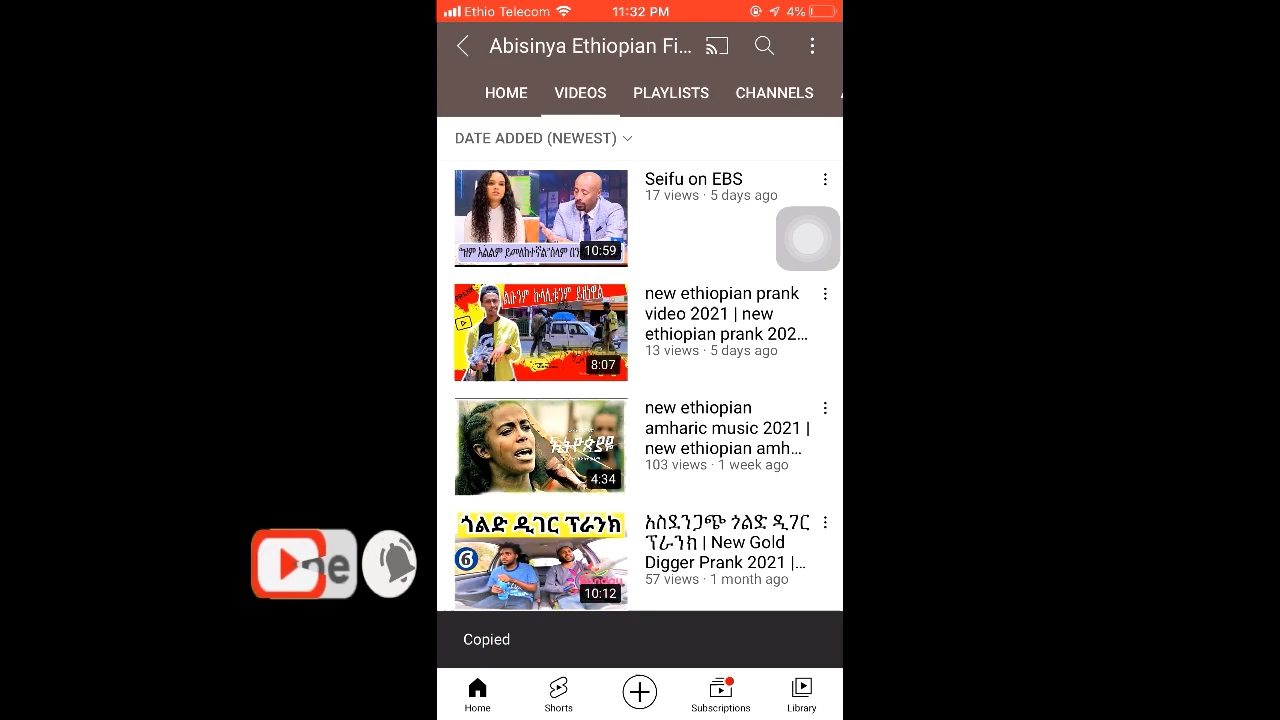 Ethio Telecom 11:32 PM 4%
Abisinya Ethiopian Fi...
HOME VIDEOS PLAYLISTS CHANNELS
DATE ADDED (NEWEST)
10:59
Seifu on EBS
17 views · 5 days ago
8:07
new ethiopian prank
video 2021 | new
ethiopian prank 202...
13 views · 5 days ago
ኢትዮጵያዬ
4:34
new ethiopian
amharic music 2021 |
new ethiopian amh...
103 views · 1 week ago
ጎልድ ዲገር ፕራንክ
6
10:12
አስደንጋጭ ጎልድ ዲገር
ፕራንክ | New Gold
Digger Prank 2021 |...
57 views · 1 month ago
Copied
Home Shorts Subscriptions Library